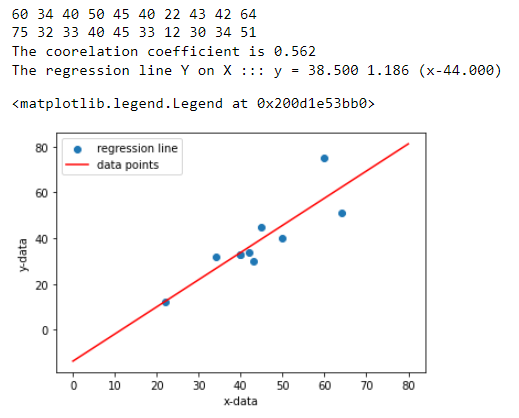 60 34 40 50 45 40 22 43 42 64
75 32 33 40 45 33 12 30 34 51
The coorelation coefficient is 0.562
The regression line Y on X ::: y = 38.500 1.186 (x-44.000)
<matplotlib.legend.Legend at 0x200d1e53bb0>
regression line
data points
80
60
40
20
0
y-data
0 10 20 30 40 50 60 70 80
x-data